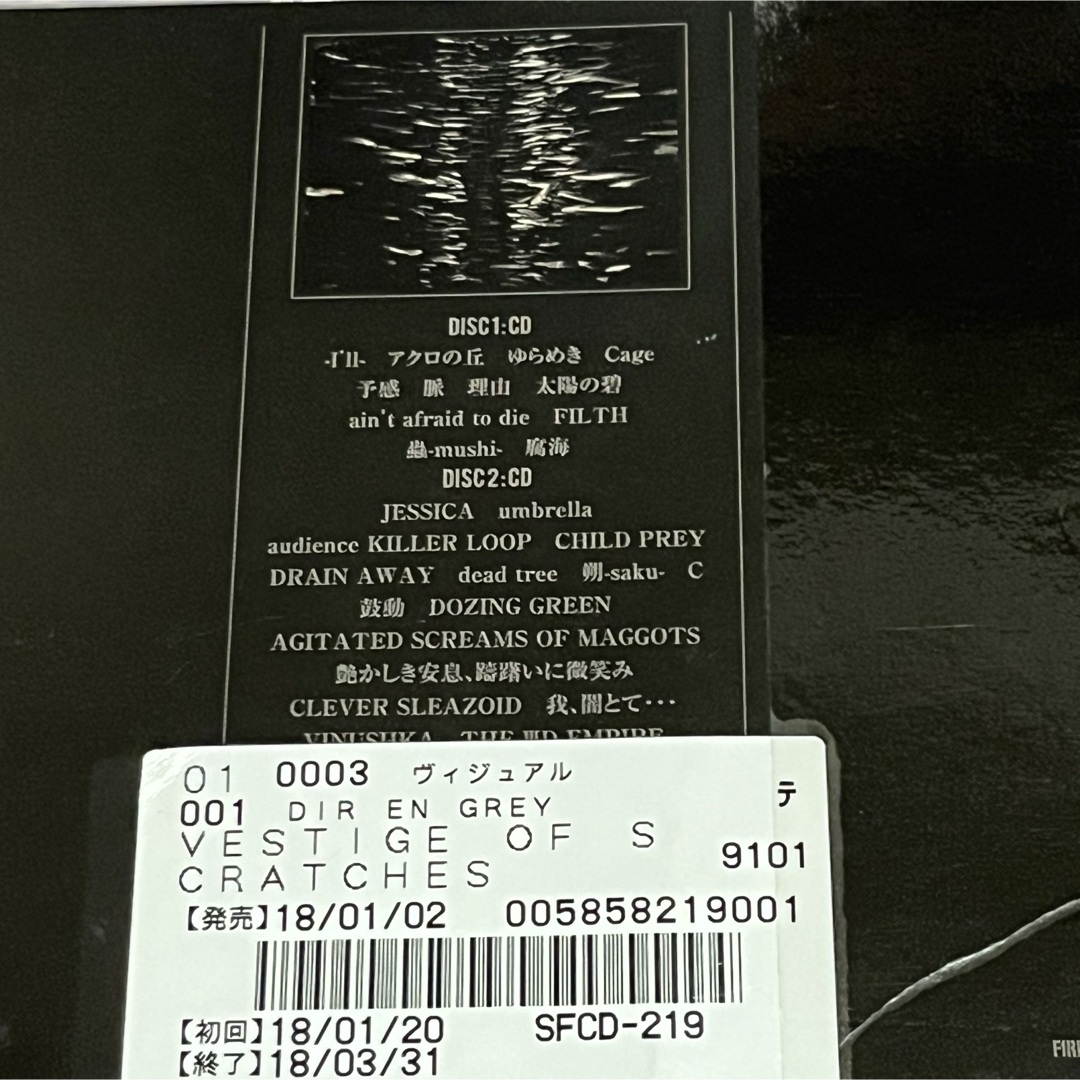 DISC1:CD
-I'll- アクロの丘 ゆらめき Cage
予感 脈 理由 太陽の碧
ain't afraid to die FILTH
蟲-mushi- 腐海
DISC2:CD
JESSICA umbrella
audience KILLER LOOP CHILD PREY
DRAIN AWAY dead tree 朔-saku- C
鼓動 DOZING GREEN
AGITATED SCREAMS OF MAGGOTS
艶かしき安息、躊躇いに微笑み
CLEVER SLEAZOID 我、闇とて・・・
VINUSHKA THE ⅢD EMPIRE
01 0003 ヴィジュアル
001 DIR EN GREY テ
VESTIGE OF S
CRATCHES 9101
【発売】18/01/02 005858219001
【初回】18/01/20 SFCD-219
【終了】18/03/31